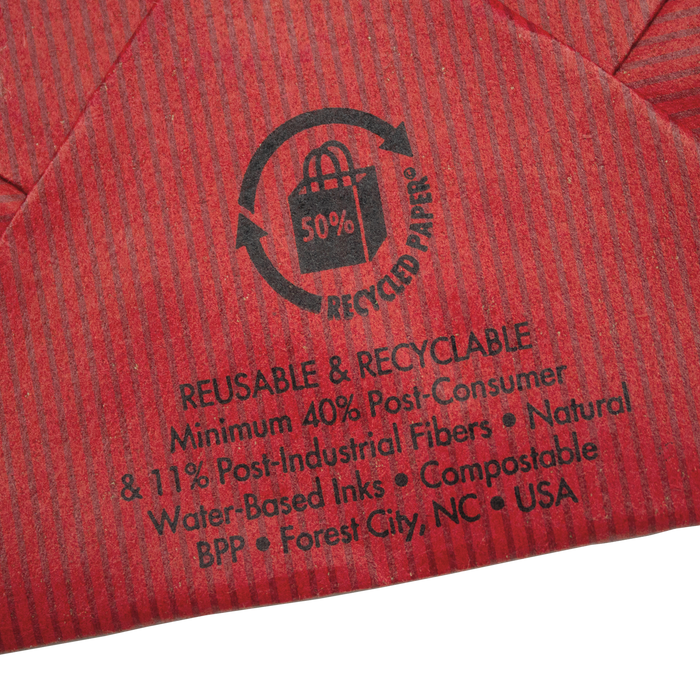 50%
RECYCLED PAPER®
REUSABLE & RECYCLABLE
Minimum 40% Post-Consumer
& 11% Post-Industrial Fibers • Natural
Water-Based Inks • Compostable
BPP • Forest City, NC • USA